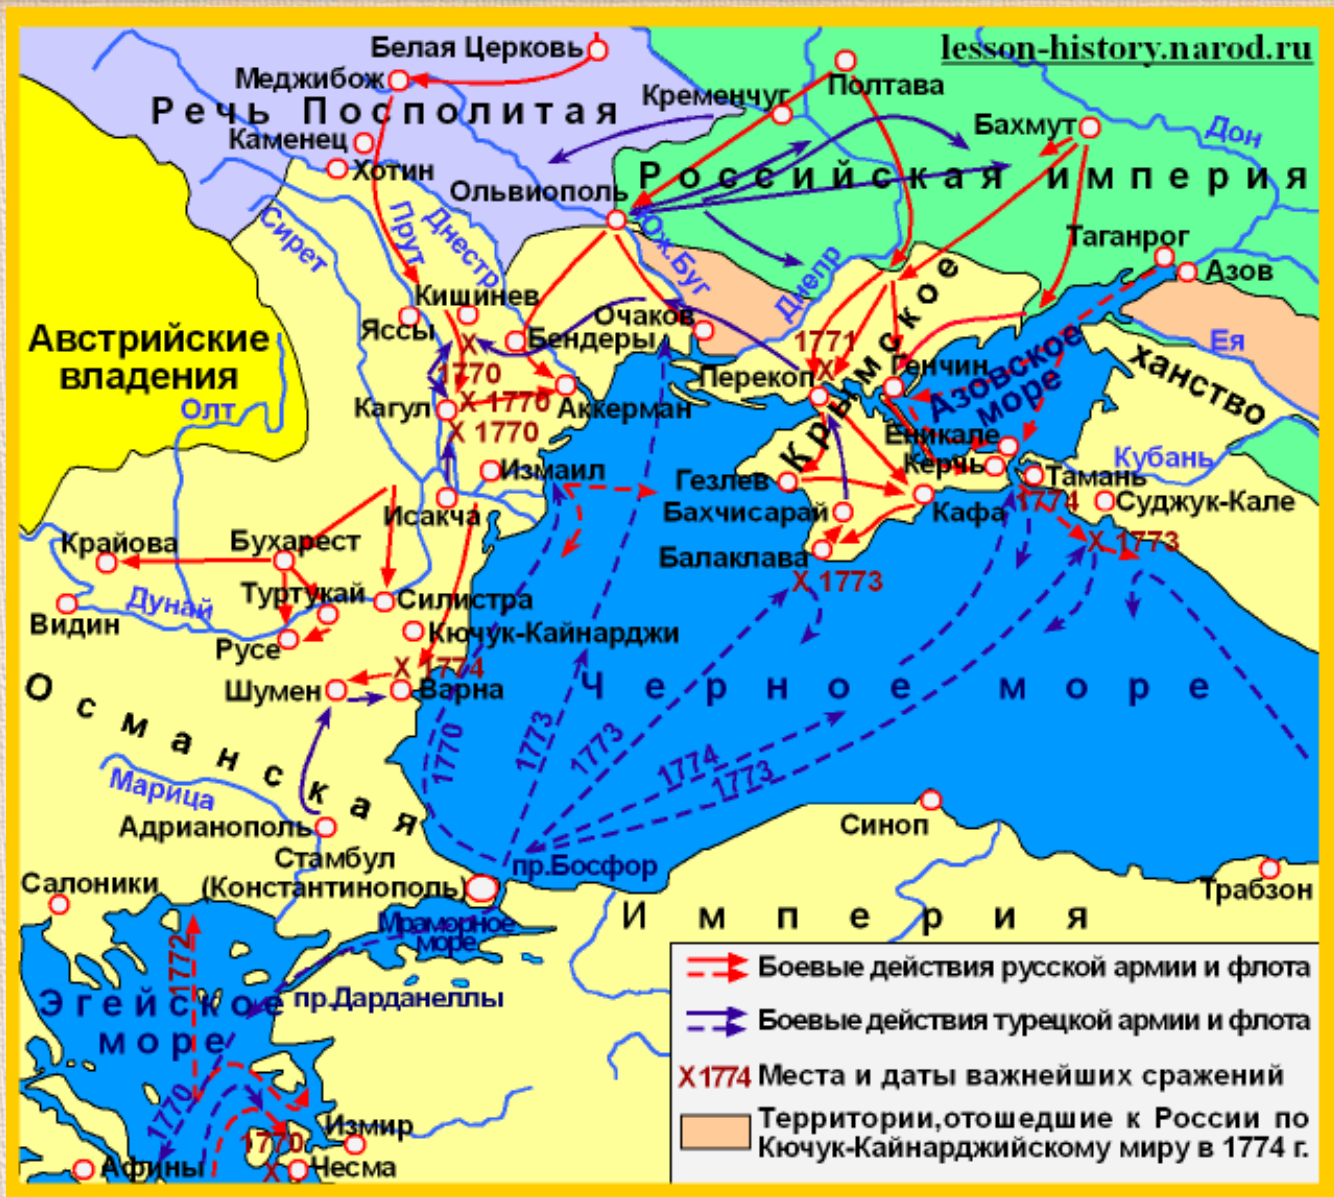 lesson-history.narod.ru
Белая Церковь
Меджибож
Полтава
Речь Посполитая
Кременчуг
Каменец
Бахмут
Дон
Хотин
Ольвиополь
Российская империя
Сирет
Прут
Днестр
Юж.Буг
Днепр
Таганрог
Азов
Кишинев
Яссы
Бендеры
Очаков
1771
Крымское
ханство
Ея
Австрийские
владения
1770
Перекоп
Генчин
Азовское
море
Олт
Кагул
X 1770
Аккерман
X 1770
Еникале
Керчь
Кубань
Измаил
Гезлев
Тамань
1774
Суджук-Кале
Исакча
Бахчисарай
Кафа
Крайова
Бухарест
Балаклава
X 1773
X 1773
Туртукай
Силистра
Дунай
Видин
Кючук-Кайнарджи
Русе
X 1774
Шумен
Варна
Черное море
Османская
1770
1773
1773
1774
1773
Марица
Адрианополь
Синоп
Стамбул
(Константинополь)
пр.Босфор
Салоники
Трабзон
Империя
Мраморное
море
1772
Эгейское
море
пр.Дарданеллы
1770
Измир
1770
X
Афины
Чесма
Боевые действия русской армии и флота
Боевые действия турецкой армии и флота
X 1774 Места и даты важнейших сражений
Территории,отошедшие к России по
Кючук-Кайнарджийскому миру в 1774 г.